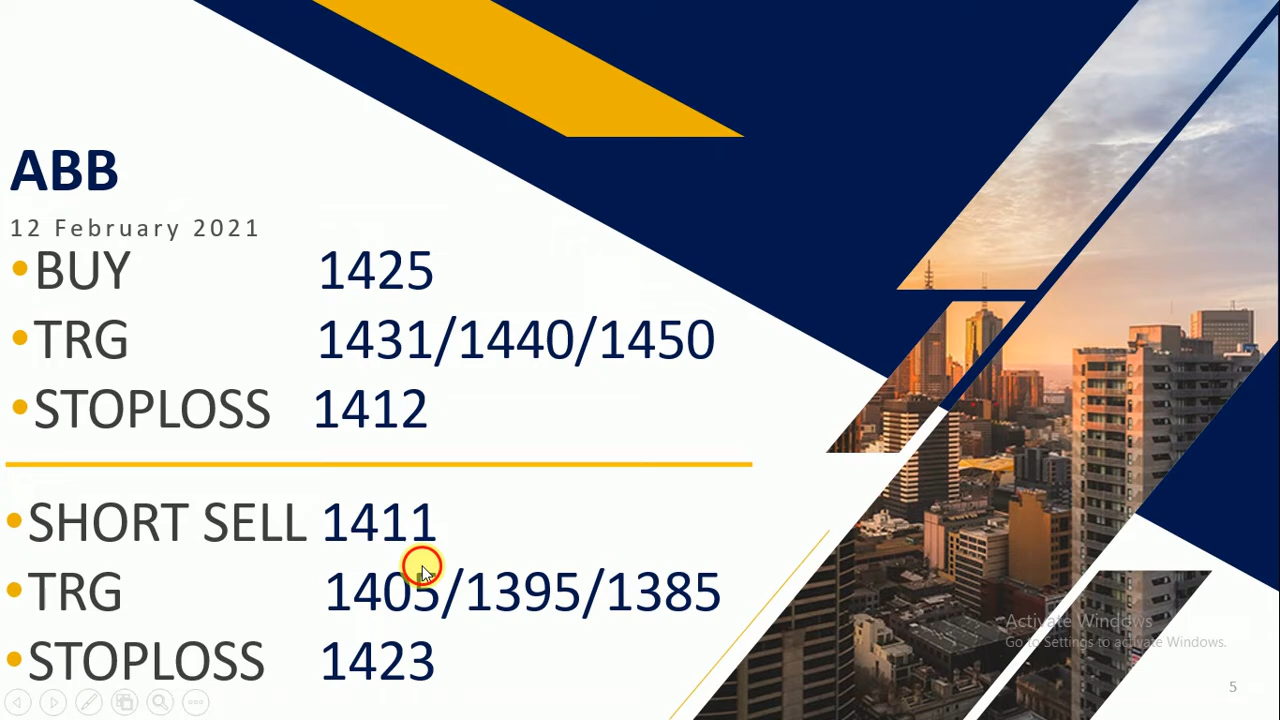 ABB
12 February 2021
•BUY 1425
•TRG 1431/1440/1450
•STOPLOSS 1412
•SHORT SELL 1411
•TRG 1405/1395/1385
•STOPLOSS 1423
Activate Windows
Go to Settings to activate Windows.
5